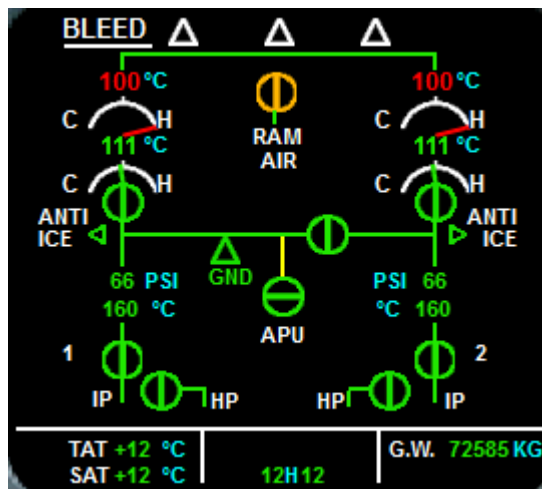 BLEED
100 °C 100 °C
C H C H
RAM
AIR
111 °C 111 °C
C H C H
ANTI
ICE
ANTI
ICE
GND
66 PSI PSI 66
160 °C °C 160
APU
1 2
IP HP HP IP
TAT +12 °C G.W. 72585 KG
SAT +12 °C 12H12